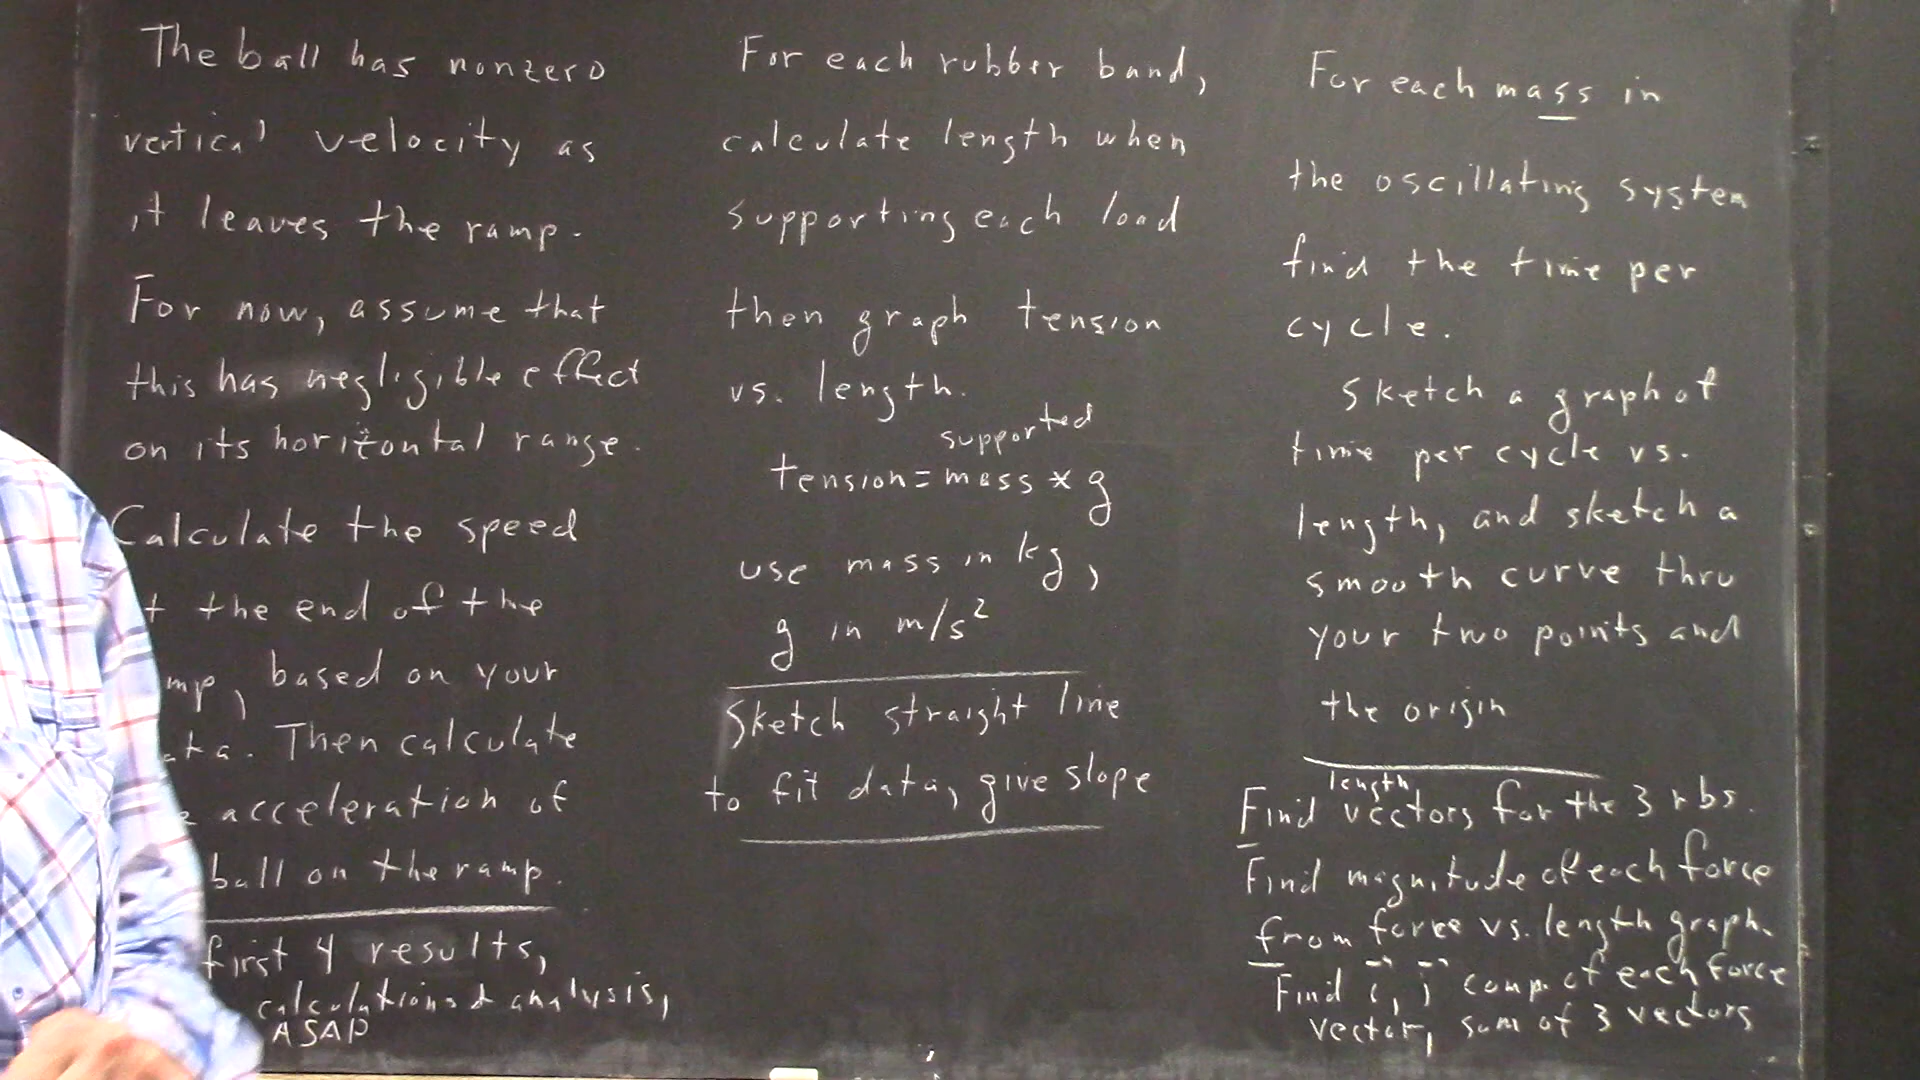 The ball has nonzero
vertical velocity as
it leaves the ramp.
For now, assume that
this has negligible effect
on its horizontal range.
Calculate the speed
t the end of the
mp, based on your
ata. Then calculate
e acceleration of
ball on the ramp.
first 4 results,
calculations & analysis,
ASAP
For each rubber band,
calculate length when
supporting each load
then graph tension
vs. length.
supported
tension = mass * g
use mass in kg,
g in m/s²
Sketch straight line
to fit data, give slope
For each mass in
the oscillating system
find the time per
cycle.
Sketch a graph of
time per cycle vs.
length, and sketch a
smooth curve thru
your two points and
the origin
length
Find vectors for the 3 rbs.
Find magnitude of each force
from force vs. length graph.
Find i⃗, j⃗ comp. of each force
vector, sum of 3 vectors